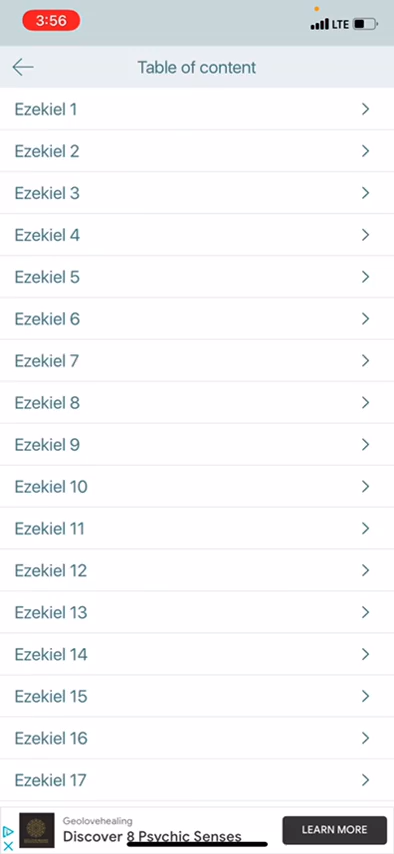 3:56
LTE
Table of content
Ezekiel 1
Ezekiel 2
Ezekiel 3
Ezekiel 4
Ezekiel 5
Ezekiel 6
Ezekiel 7
Ezekiel 8
Ezekiel 9
Ezekiel 10
Ezekiel 11
Ezekiel 12
Ezekiel 13
Ezekiel 14
Ezekiel 15
Ezekiel 16
Ezekiel 17
Geolovehealing
Discover 8 Psychic Senses
LEARN MORE